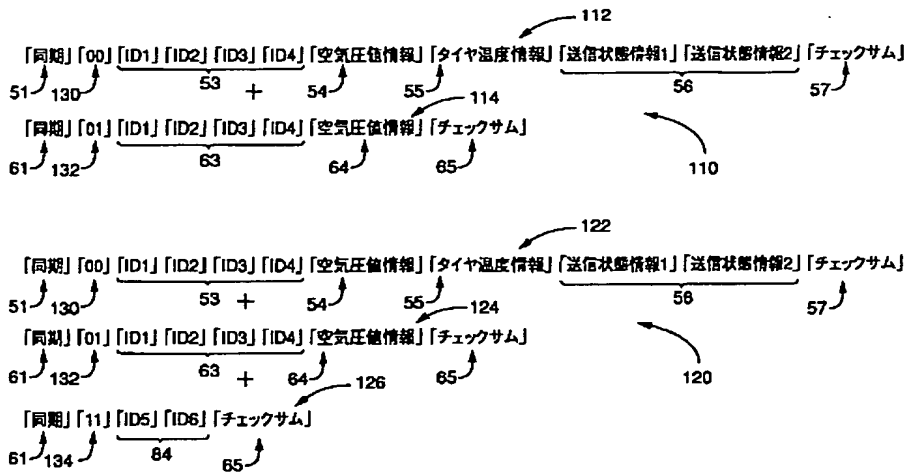 112
「同期」「00」「ID1」「ID2」「ID3」「ID4」「空気圧値情報」「タイヤ温度情報」「送信状態情報1」「送信状態情報2」「チェックサム」
51 130 53 + 54 55 56 57
114
「同期」「01」「ID1」「ID2」「ID3」「ID4」「空気圧値情報」「チェックサム」
61 132 63 64 65 110
122
「同期」「00」「ID1」「ID2」「ID3」「ID4」「空気圧値情報」「タイヤ温度情報」「送信状態情報1」「送信状態情報2」「チェックサム」
51 130 53 + 54 55 56 57
124
「同期」「01」「ID1」「ID2」「ID3」「ID4」「空気圧値情報」「チェックサム」
61 132 63 + 64 65 120
126
「同期」「11」「ID5」「ID6」「チェックサム」
61 134 84 65